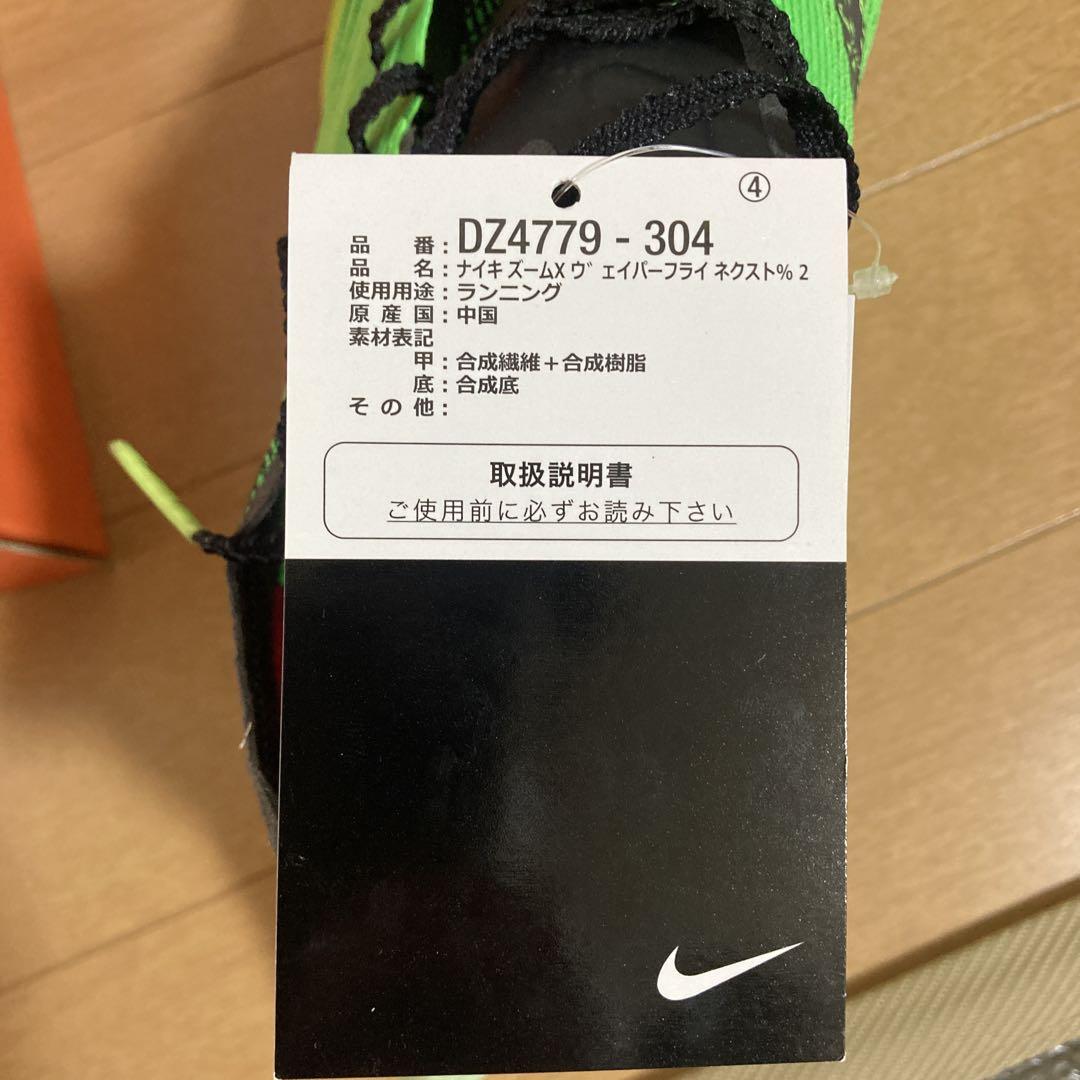 ④
品番：DZ4779 - 304
品名：ナイキ ズームX ヴェイパーフライ ネクスト% 2
使用用途：ランニング
原産国：中国
素材表記
甲：合成繊維＋合成樹脂
底：合成底
その他：
取扱説明書
ご使用前に必ずお読み下さい